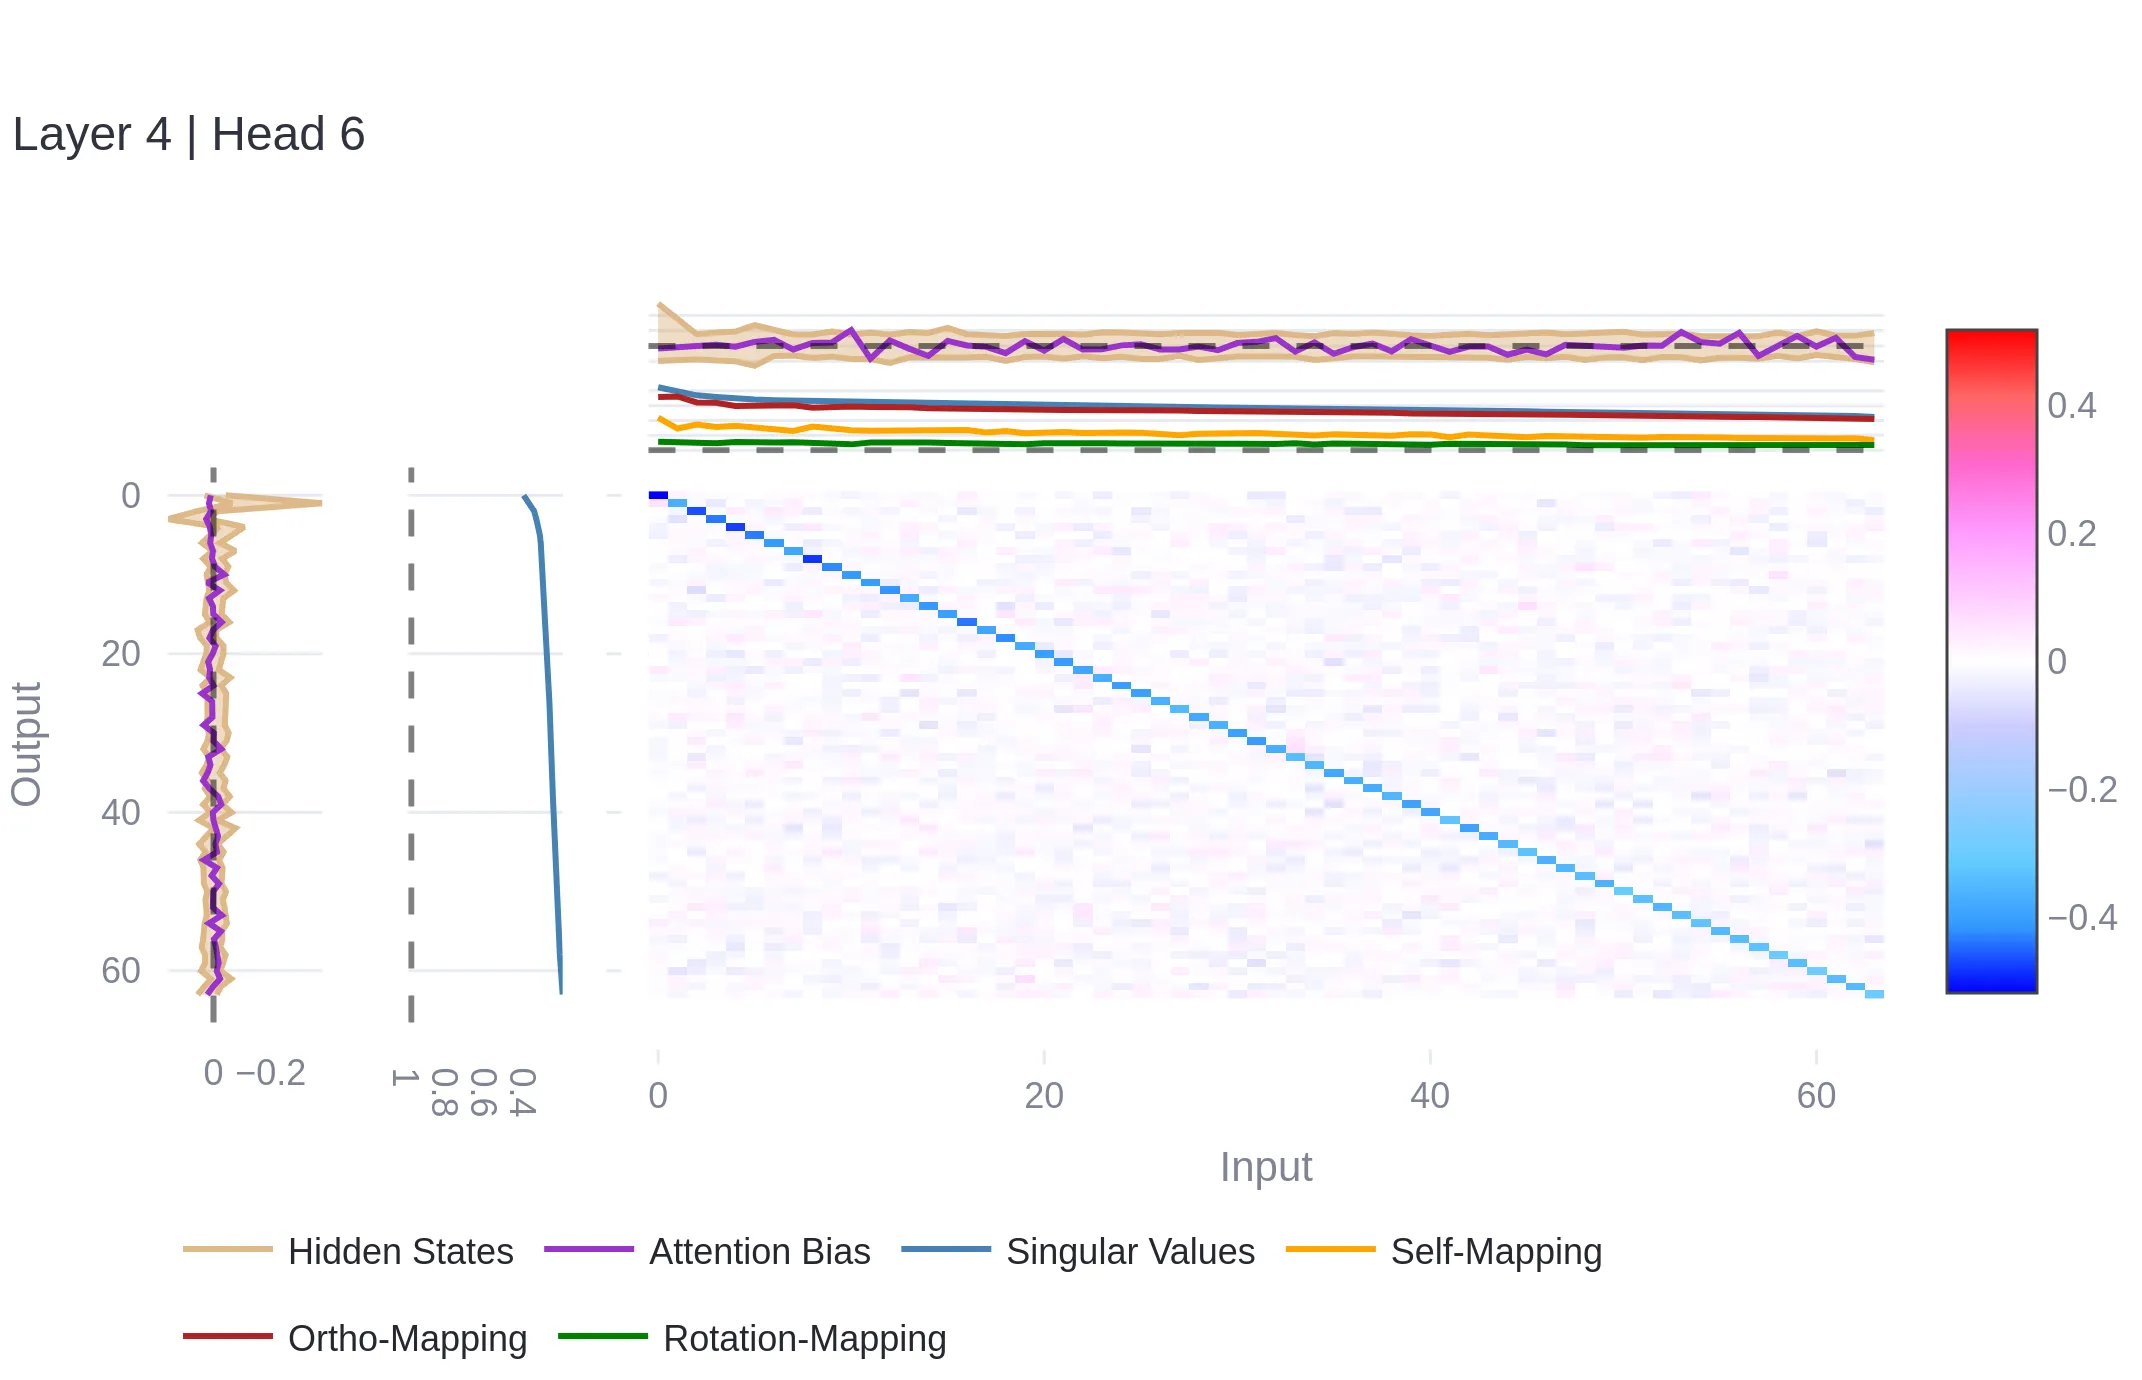 Layer 4 | Head 6
0.4
0.2
0
−0.2
−0.4
0
20
40
60
Output
0 −0.2
1
0.8
0.6
0.4
0 20 40 60
Input
Hidden States Attention Bias Singular Values Self-Mapping
Ortho-Mapping Rotation-Mapping